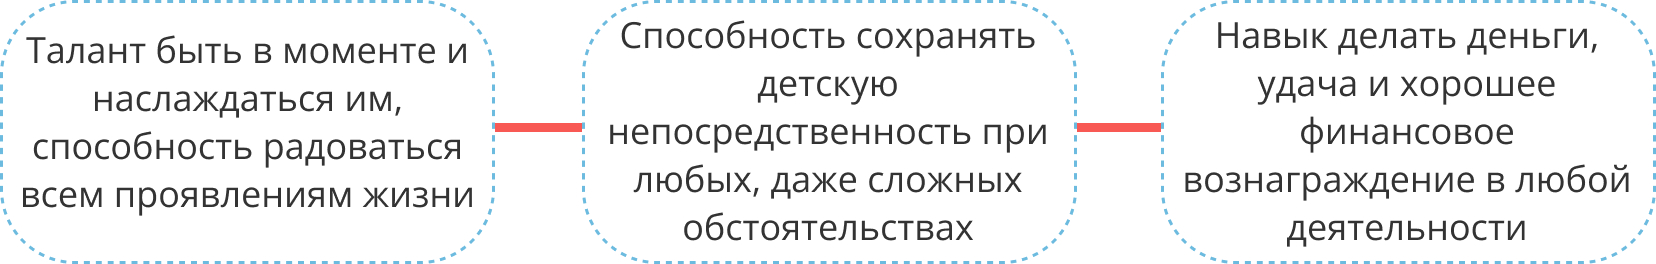 Талант быть в моменте и
наслаждаться им,
способность радоваться
всем проявлениям жизни
Способность сохранять
детскую
непосредственность при
любых, даже сложных
обстоятельствах
Навык делать деньги,
удача и хорошее
финансовое
вознаграждение в любой
деятельности